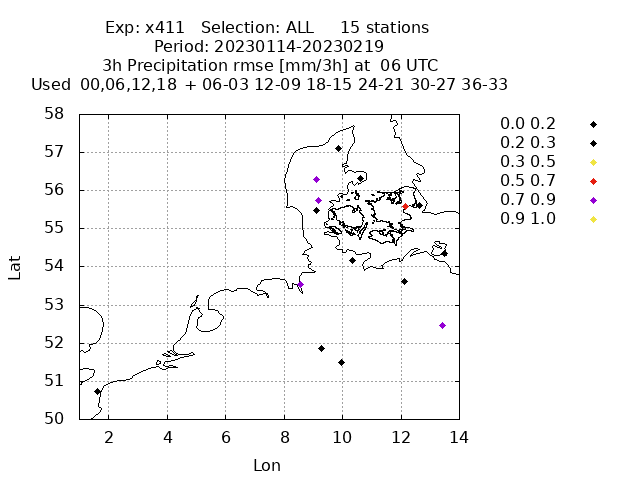 Exp: x411 Selection: ALL 15 stations
Period: 20230114-20230219
3h Precipitation rmse [mm/3h] at 06 UTC
Used 00,06,12,18 + 06-03 12-09 18-15 24-21 30-27 36-33
58
57
56
55
54
53
52
51
50
Lat
2 4 6 8 10 12 14
Lon
0.0 0.2
0.2 0.3
0.3 0.5
0.5 0.7
0.7 0.9
0.9 1.0